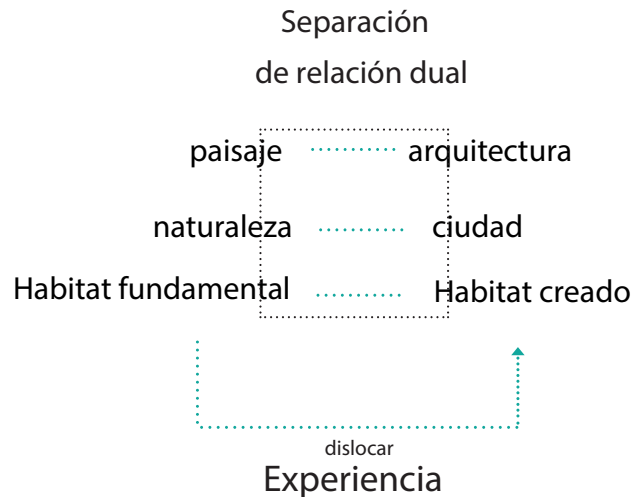 Separación
de relación dual
paisaje arquitectura
naturaleza ciudad
Habitat fundamental Habitat creado
dislocar
Experiencia